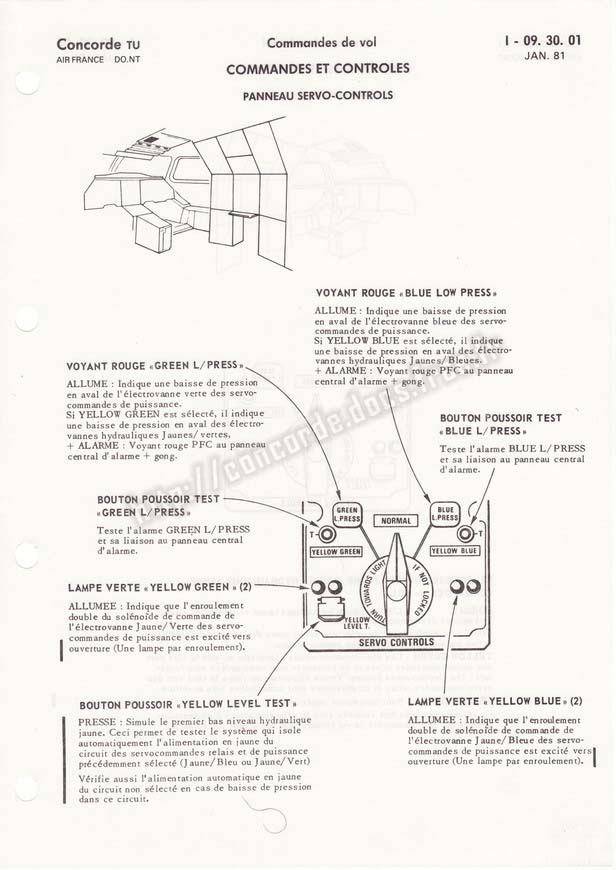 Concorde TU
AIR FRANCE DO.NT
Commandes de vol
COMMANDES ET CONTROLES
PANNEAU SERVO-CONTROLS
I - 09. 30. 01
JAN. 81
VOYANT ROUGE «BLUE LOW PRESS»
ALLUME : Indique une baisse de pression
en aval de l'électrovanne bleue des servo-
commandes de puissance.
Si YELLOW BLUE est sélecté, il indique
une baisse de pression en aval des électro-
vannes hydrauliques Jaunes/Bleues.
+ ALARME : Voyant rouge PFC au panneau
central d'alarme + gong.
VOYANT ROUGE «GREEN L/PRESS»
ALLUME : Indique une baisse de pression
en aval de l'électrovanne verte des servo-
commandes de puissance.
Si YELLOW GREEN est sélecté, il indique
une baisse de pression en aval des électro-
vannes hydrauliques Jaunes/vertes,
+ ALARME : Voyant rouge PFC au panneau
central d'alarme + gong.
BOUTON POUSSOIR TEST
«BLUE L/PRESS»
Teste l'alarme BLUE L/PRESS
et sa liaison au panneau central
d'alarme.
BOUTON POUSSOIR TEST
«GREEN L/PRESS»
Teste l'alarme GREEN L/PRESS
et sa liaison au panneau central
d'alarme.
GREEN
L.PRESS
NORMAL
BLUE
L.PRESS
T-
T-
YELLOW GREEN
YELLOW BLUE
TURN TOWARDS LIGHT
IF NOT LOCKED
YELLOW
LEVEL T.
SERVO CONTROLS
LAMPE VERTE «YELLOW GREEN» (2)
ALLUMEE : Indique que l'enroulement
double du solénoïde de commande de
l'électrovanne Jaune/Verte des servo-
commandes de puissance est excité vers
ouverture (Une lampe par enroulement).
BOUTON POUSSOIR «YELLOW LEVEL TEST»
PRESSE : Simule le premier bas niveau hydraulique
jaune. Ceci permet de tester le système qui isole
automatiquement l'alimentation en jaune du
circuit des servocommandes relais et de puissance
précédemment sélecté (Jaune/Bleu ou Jaune/Vert)
Vérifie aussi l'alimentation automatique en jaune
du circuit non sélecté en cas de baisse de pression
dans ce circuit.
LAMPE VERTE «YELLOW BLUE» (2)
ALLUMEE : Indique que l'enroulement
double de solénoïde de commande de
l'électrovanne Jaune/Bleue des servo-
commandes de puissance est excité vers
ouverture (Une lampe par enroulement).